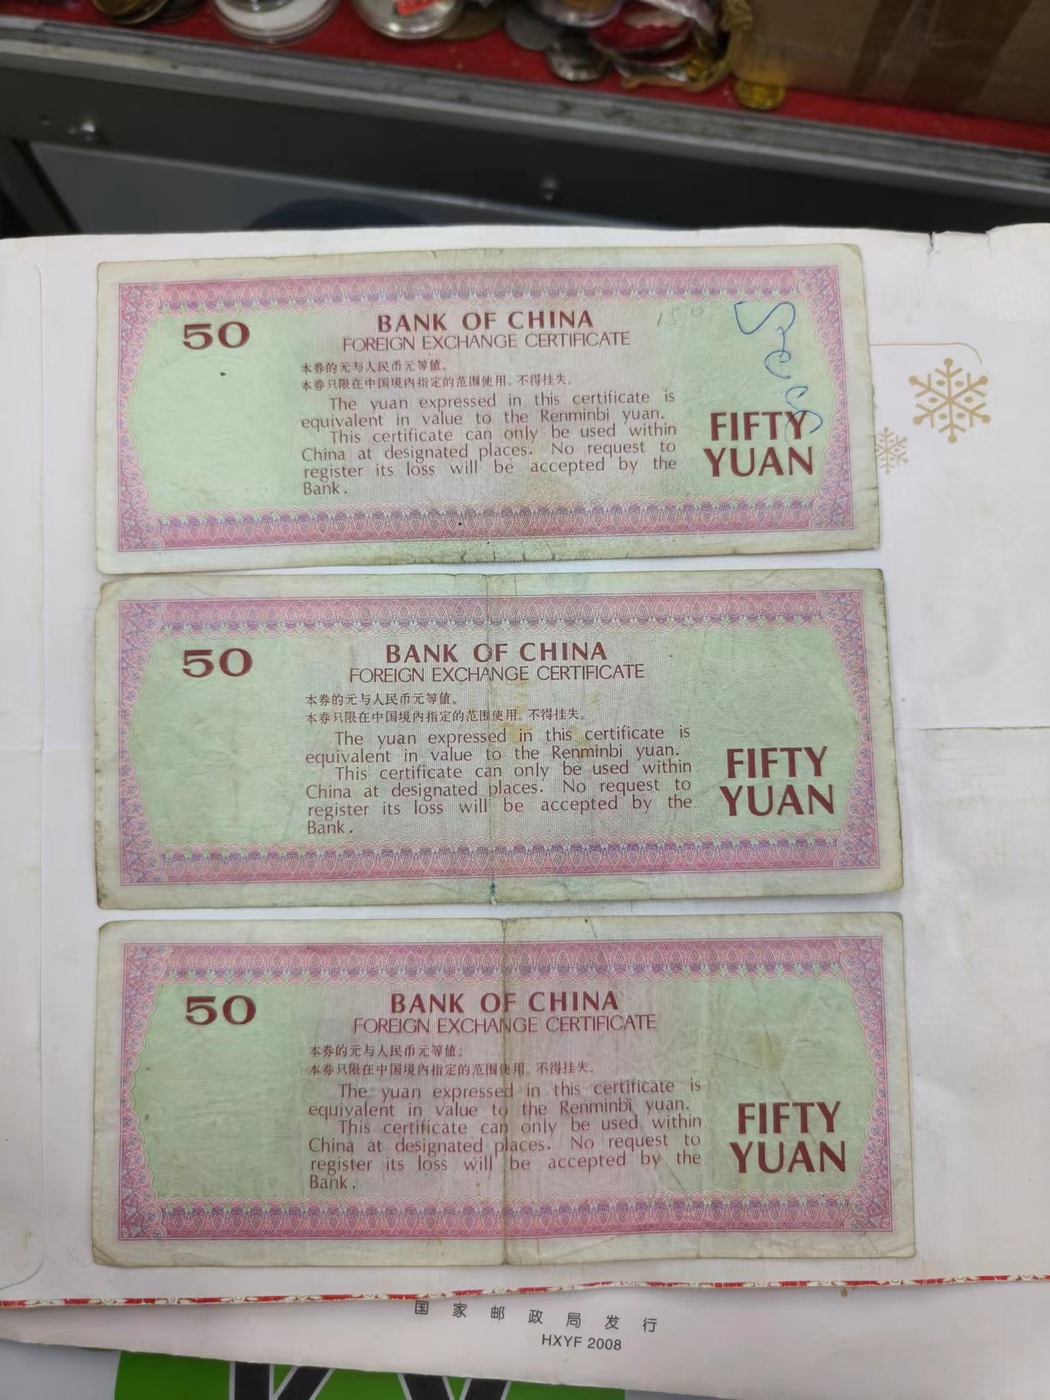 50
BANK OF CHINA
FOREIGN EXCHANGE CERTIFICATE
本券的元与人民币元等值。
本券只限在中国境内指定的范围使用。不得挂失。
The yuan expressed in this certificate is
equivalent in value to the Renminbi yuan.
This certificate can only be used within
China at designated places. No request to
register its loss will be accepted by the
Bank.
FIFTY
YUAN
50
BANK OF CHINA
FOREIGN EXCHANGE CERTIFICATE
本券的元与人民币元等值。
本券只限在中国境内指定的范围使用。不得挂失。
The yuan expressed in this certificate is
equivalent in value to the Renminbi yuan.
This certificate can only be used within
China at designated places. No request to
register its loss will be accepted by the
Bank.
FIFTY
YUAN
50
BANK OF CHINA
FOREIGN EXCHANGE CERTIFICATE
本券的元与人民币元等值。
本券只限在中国境内指定的范围使用。不得挂失。
The yuan expressed in this certificate is
equivalent in value to the Renminbi yuan.
This certificate can only be used within
China at designated places. No request to
register its loss will be accepted by the
Bank.
FIFTY
YUAN
国家邮政局发行
HXYF 2008